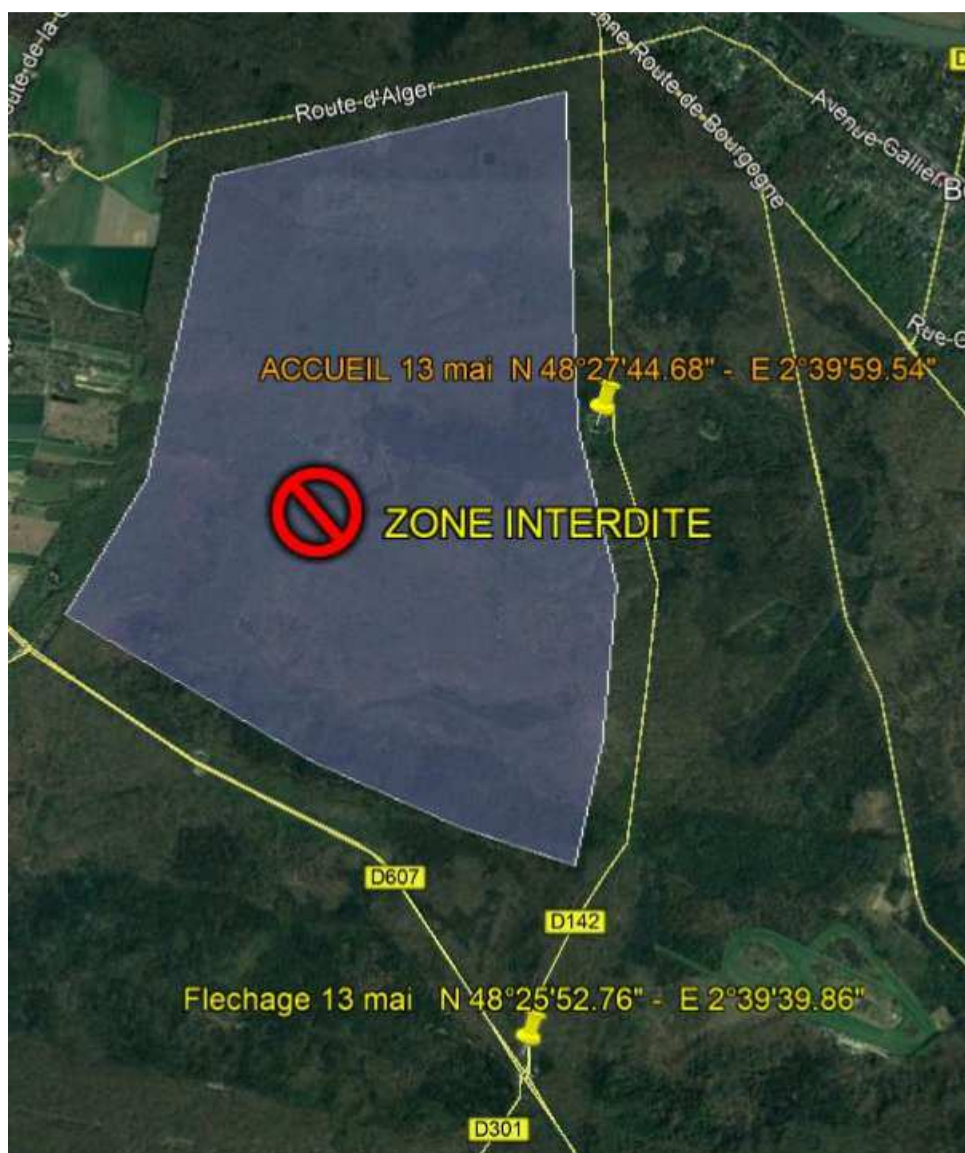 Route d'Alger
Route-de-Bourgogne
Avenue-Gallieni
ACCUEIL 13 mai N 48°27'44.68" - E 2°39'59.54"
ZONE INTERDITE
D607
D142
Flechage 13 mai N 48°25'52.76" - E 2°39'39.86"
D301